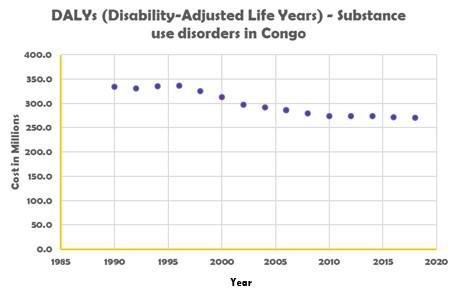 DALYs (Disability-Adjusted Life Years) - Substance
use disorders in Congo
400.0
350.0
300.0
250.0
200.0
150.0
100.0
50.0
0.0
Cost in Millions
1985 1990 1995 2000 2005 2010 2015 2020
Year